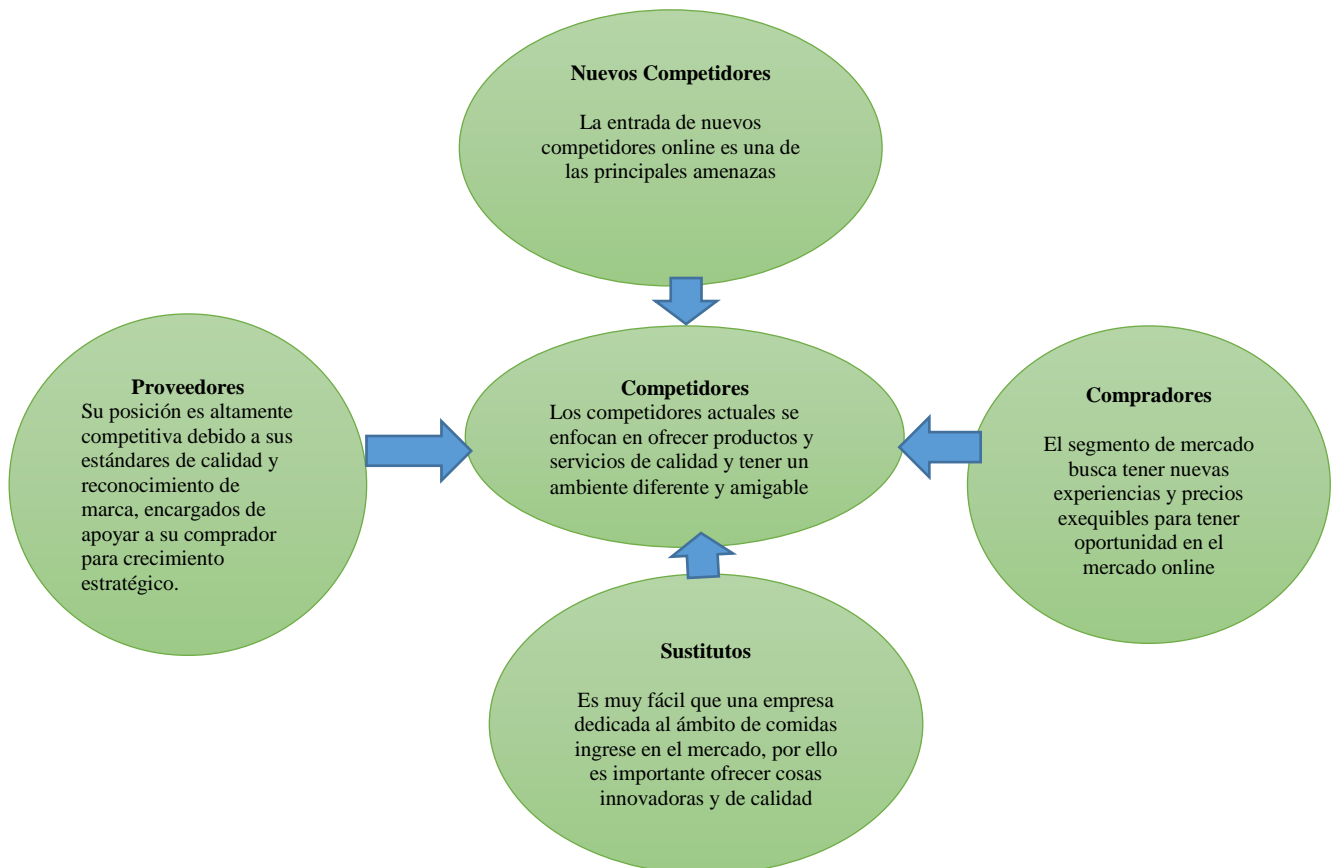 Nuevos Competidores
La entrada de nuevos
competidores online es una de
las principales amenazas
Proveedores
Su posición es altamente
competitiva debido a sus
estándares de calidad y
reconocimiento de
marca, encargados de
apoyar a su comprador
para crecimiento
estratégico.
Competidores
Los competidores actuales se
enfocan en ofrecer productos y
servicios de calidad y tener un
ambiente diferente y amigable
Compradores
El segmento de mercado
busca tener nuevas
experiencias y precios
exequibles para tener
oportunidad en el
mercado online
Sustitutos
Es muy fácil que una empresa
dedicada al ámbito de comidas
ingrese en el mercado, por ello
es importante ofrecer cosas
innovadoras y de calidad